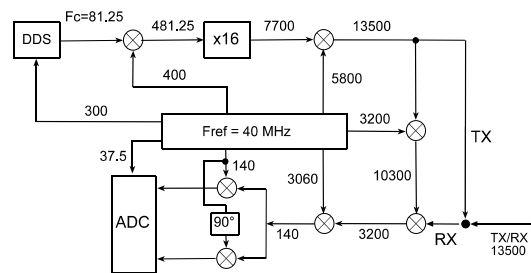 Fc=81.25
DDS
481.25
x16
7700
13500
400
5800
300
Fref = 40 MHz
3200
TX
37.5
140
3060
10300
ADC
90°
140
3200
RX
TX/RX
13500